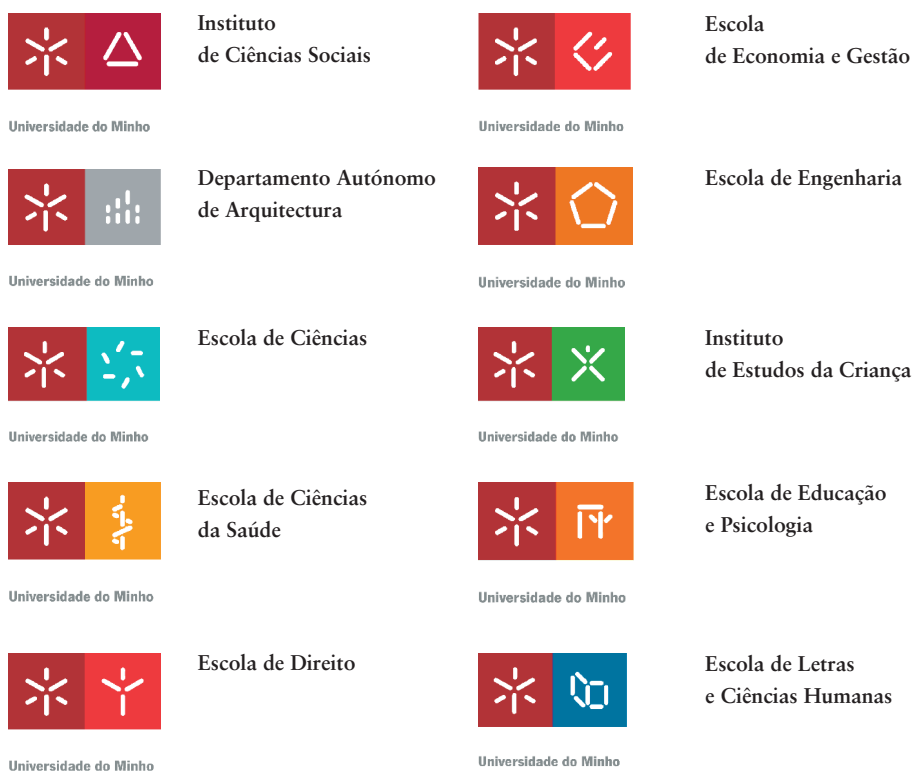 Instituto
de Ciências Sociais
Universidade do Minho
Escola
de Economia e Gestão
Universidade do Minho
Departamento Autónomo
de Arquitectura
Universidade do Minho
Escola de Engenharia
Universidade do Minho
Escola de Ciências
Universidade do Minho
Instituto
de Estudos da Criança
Universidade do Minho
Escola de Ciências
da Saúde
Universidade do Minho
Escola de Educação
e Psicologia
Universidade do Minho
Escola de Direito
Universidade do Minho
Escola de Letras
e Ciências Humanas
Universidade do Minho